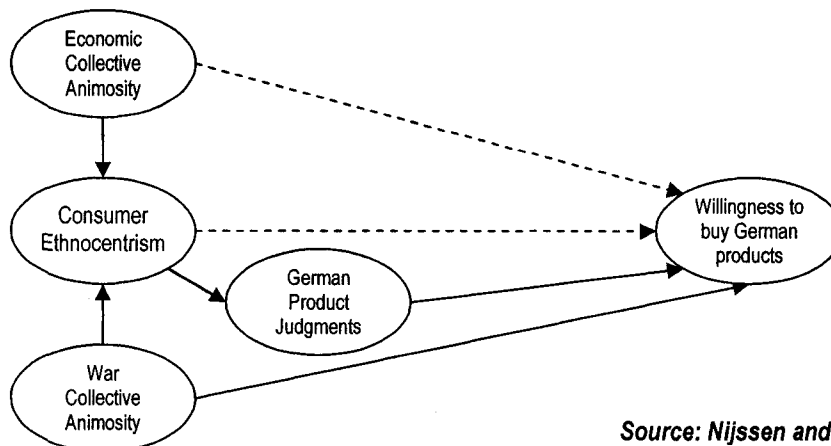 Economic
Collective
Animosity
Consumer
Ethnocentrism
Willingness to
buy German
products
German
Product
Judgments
War
Collective
Animosity
Source: Nijssen and